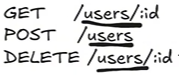 GET /users/:id
POST /users
DELETE /users/:id